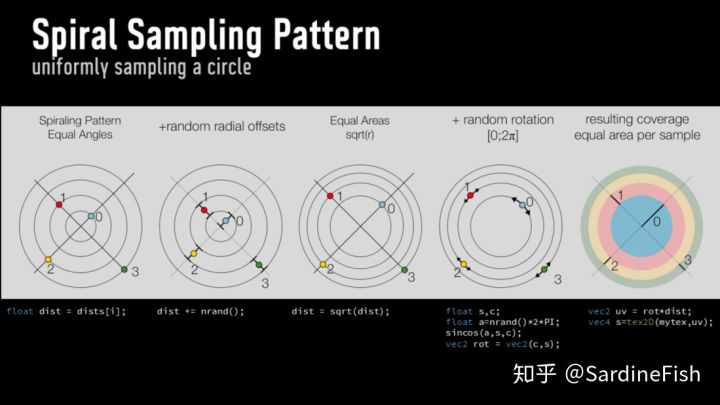 Spiral Sampling Pattern
uniformly sampling a circle
Spiraling Pattern
Equal Angles
+random radial offsets
Equal Areas
sqrt(r)
+ random rotation
[0;2π]
resulting coverage
equal area per sample
1
0
2
3
1
0
2
3
1
0
2
3
1
0
2
3
1
0
2
3
float dist = dists[i];
dist += nrand();
dist = sqrt(dist);
float s,c;
float a=nrand()*2*PI;
sincos(a,s,c);
vec2 rot = vec2(c,s);
vec2 uv = rot*dist;
vec4 s=tex2D(mytex,uv);
知乎 @SardineFish